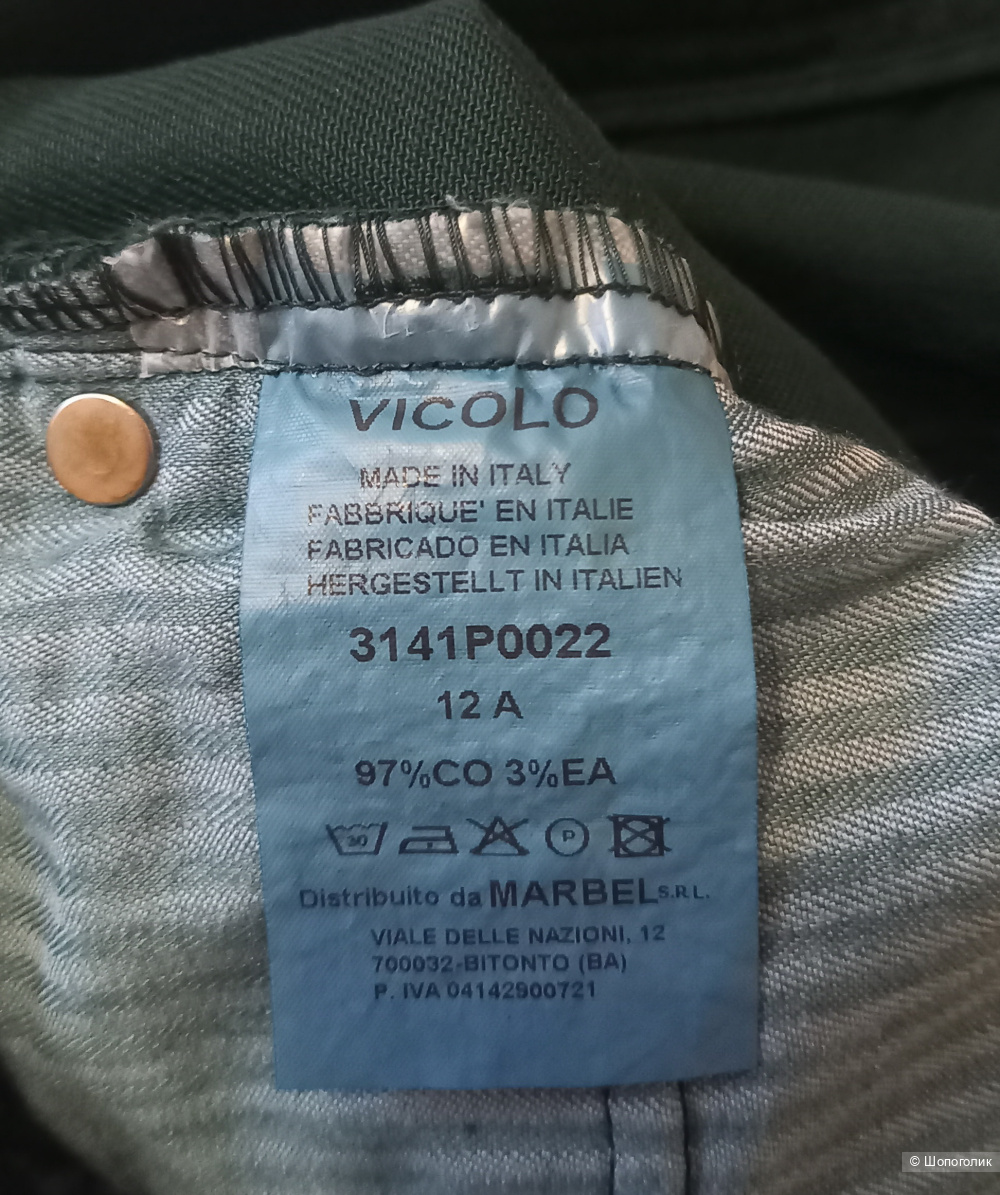 VICOLO
MADE IN ITALY
FABBRIQUE' EN ITALIE
FABRICADO EN ITALIA
HERGESTELLT IN ITALIEN
3141P0022
12 A
97%CO 3%EA
30 P
Distribuito da MARBEL S.R.L.
VIALE DELLE NAZIONI, 12
700032-BITONTO (BA)
P. IVA 04142900721
© Шопоголик